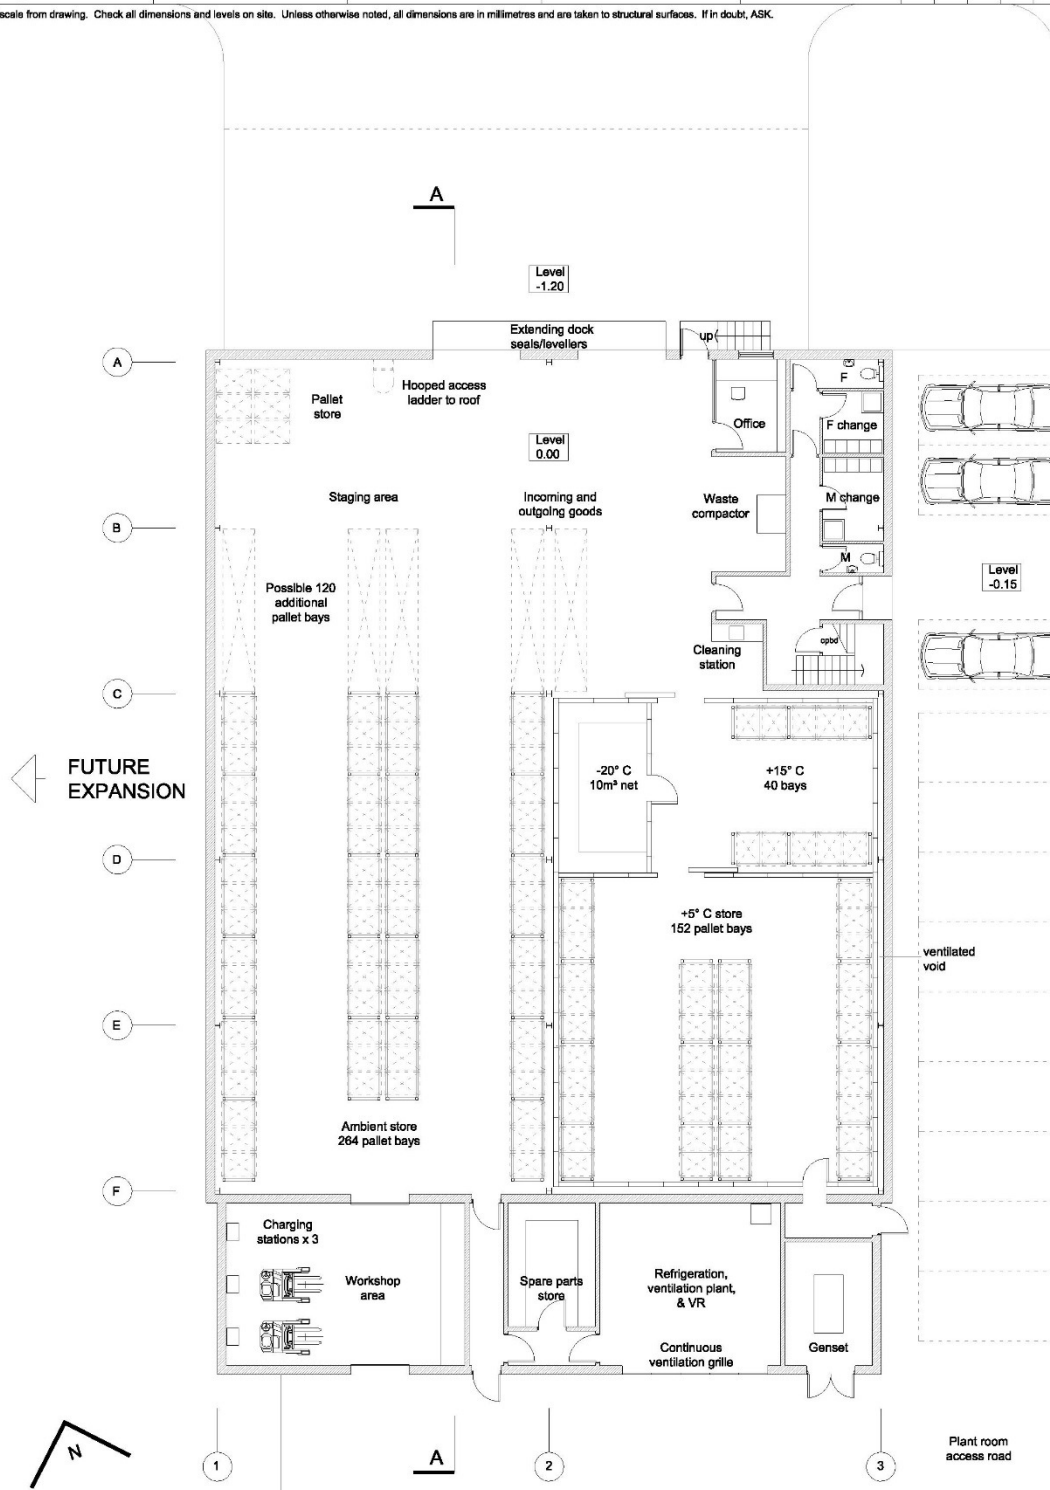 scale from drawing. Check all dimensions and levels on site. Unless otherwise noted, all dimensions are in millimetres and are taken to structural surfaces. If in doubt, ASK.
A
Level
-1.20
Extending dock
seals/levellers
up
A
Hooped access
ladder to roof
Pallet
store
F
Office
F change
Level
0.00
Staging area
Incoming and
outgoing goods
Waste
compactor
M change
B
M
Level
-0.15
Possible 120
additional
pallet bays
Cleaning
station
cpbd
C
FUTURE
EXPANSION
-20° C
10m³ net
+15° C
40 bays
D
+5° C store
152 pallet bays
ventilated
void
E
Ambient store
264 pallet bays
F
Charging
stations x 3
Workshop
area
Spare parts
store
Refrigeration,
ventilation plant,
& VR
Continuous
ventilation grille
Genset
N
1
A
2
3
Plant room
access road